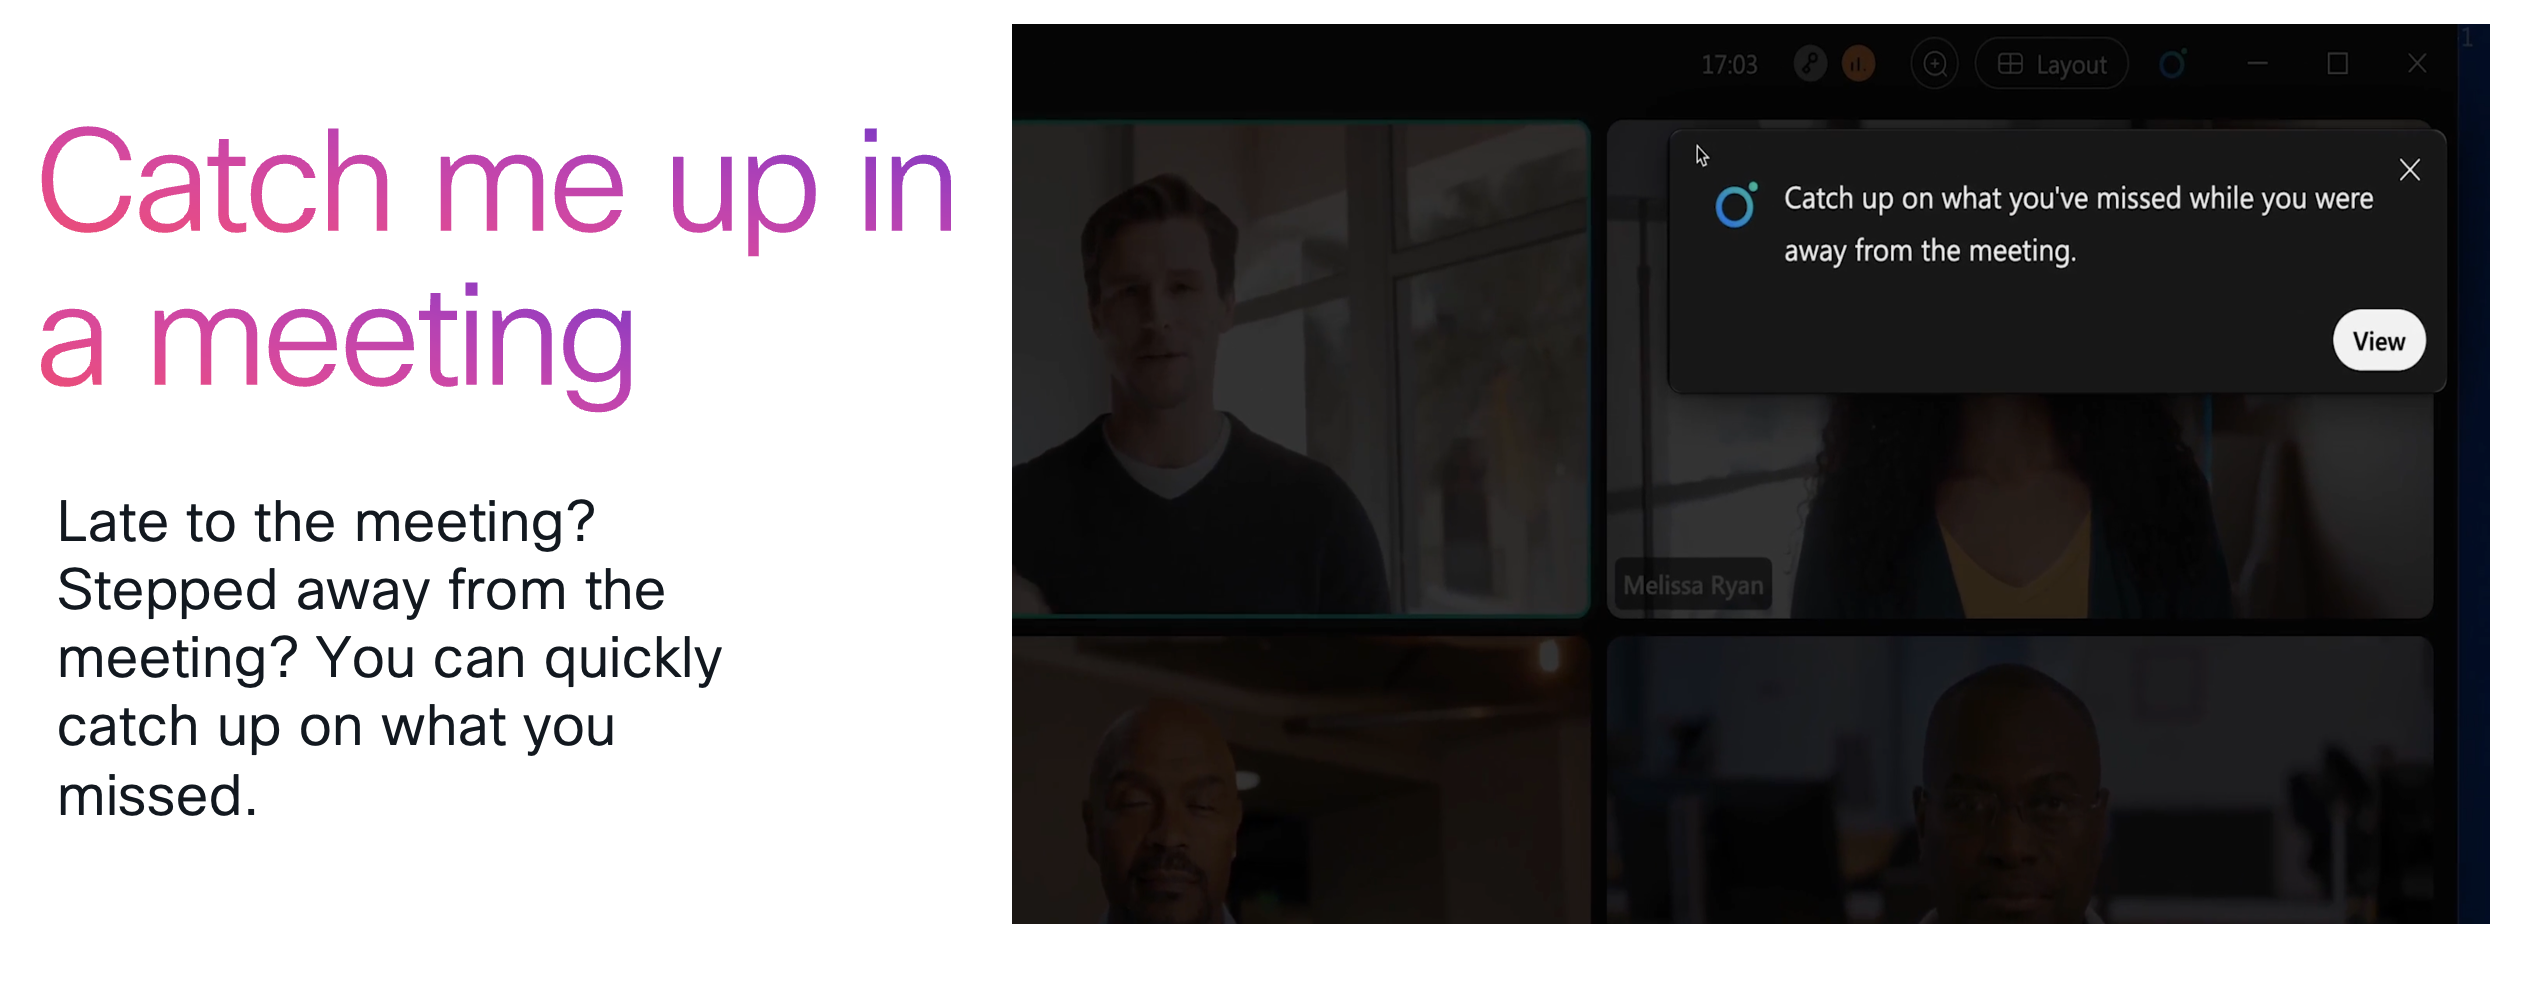 Catch me up in
a meeting
Late to the meeting?
Stepped away from the
meeting? You can quickly
catch up on what you
missed.
17:03
Layout
1
Catch up on what you've missed while you were
away from the meeting.
View
Melissa Ryan